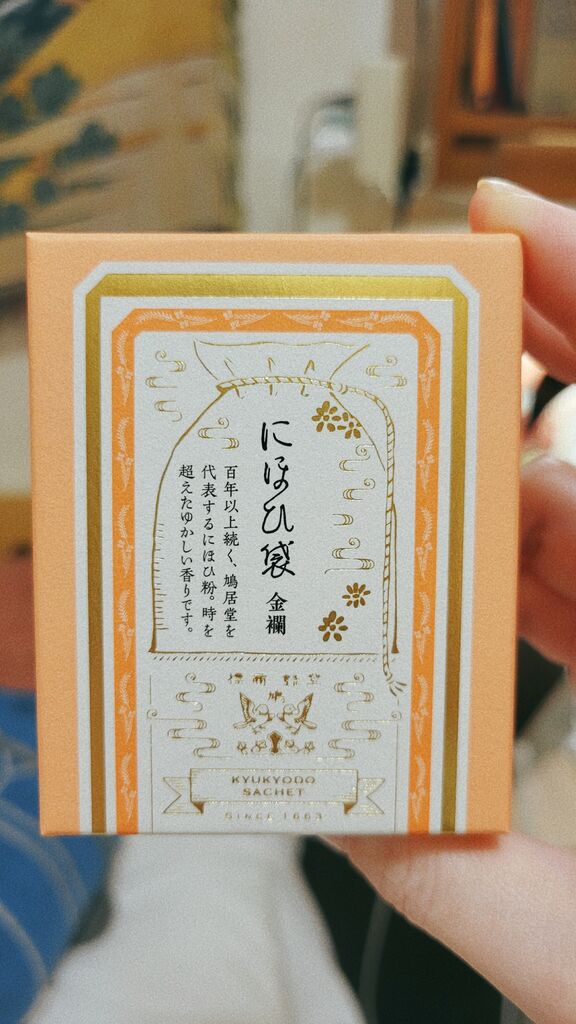 にほひ袋 金襴
百年以上続く、鳩居堂を
代表するにほひ粉。時を
超えたゆかしい香りです。
KYUKYODO
SACHET
SINCE 1663